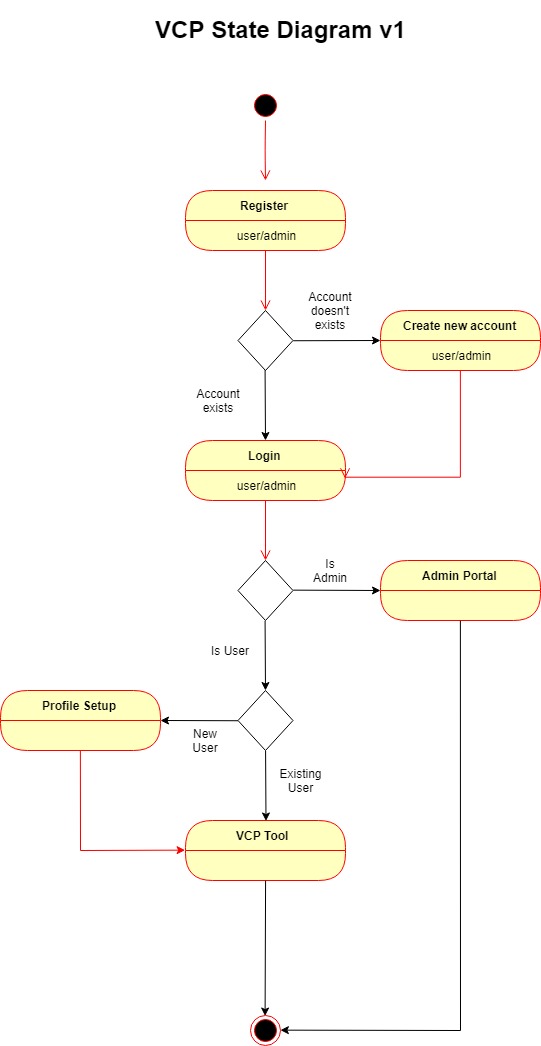 VCP State Diagram v1
Register
user/admin
Account
doesn't
exists
Create new account
user/admin
Account
exists
Login
user/admin
Is
Admin
Admin Portal
Is User
Profile Setup
New
User
Existing
User
VCP Tool